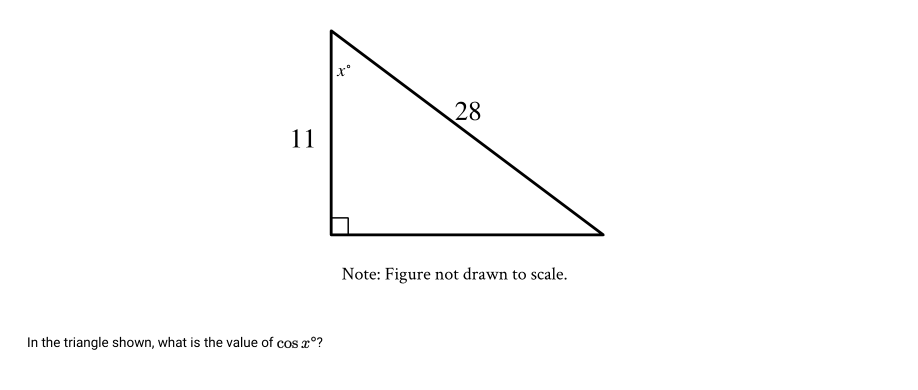 x°
28
11
Note: Figure not drawn to scale.
In the triangle shown, what is the value of cos x°?